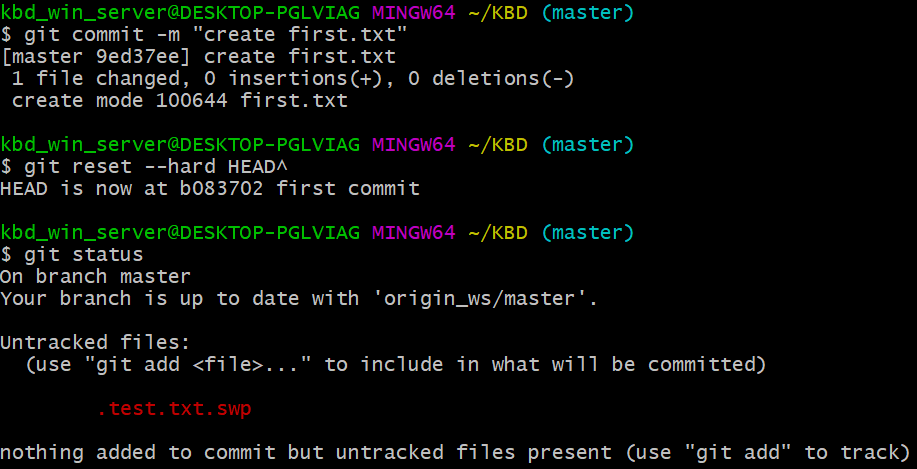 kbd_win_server@DESKTOP-PGLVIAG MINGW64 ~/KBD (master)
$ git commit -m "create first.txt"
[master 9ed37ee] create first.txt
 1 file changed, 0 insertions(+), 0 deletions(-)
 create mode 100644 first.txt

kbd_win_server@DESKTOP-PGLVIAG MINGW64 ~/KBD (master)
$ git reset --hard HEAD^
HEAD is now at b083702 first commit

kbd_win_server@DESKTOP-PGLVIAG MINGW64 ~/KBD (master)
$ git status
On branch master
Your branch is up to date with 'origin_ws/master'.

Untracked files:
  (use "git add <file>..." to include in what will be committed)

        .test.txt.swp

nothing added to commit but untracked files present (use "git add" to track)